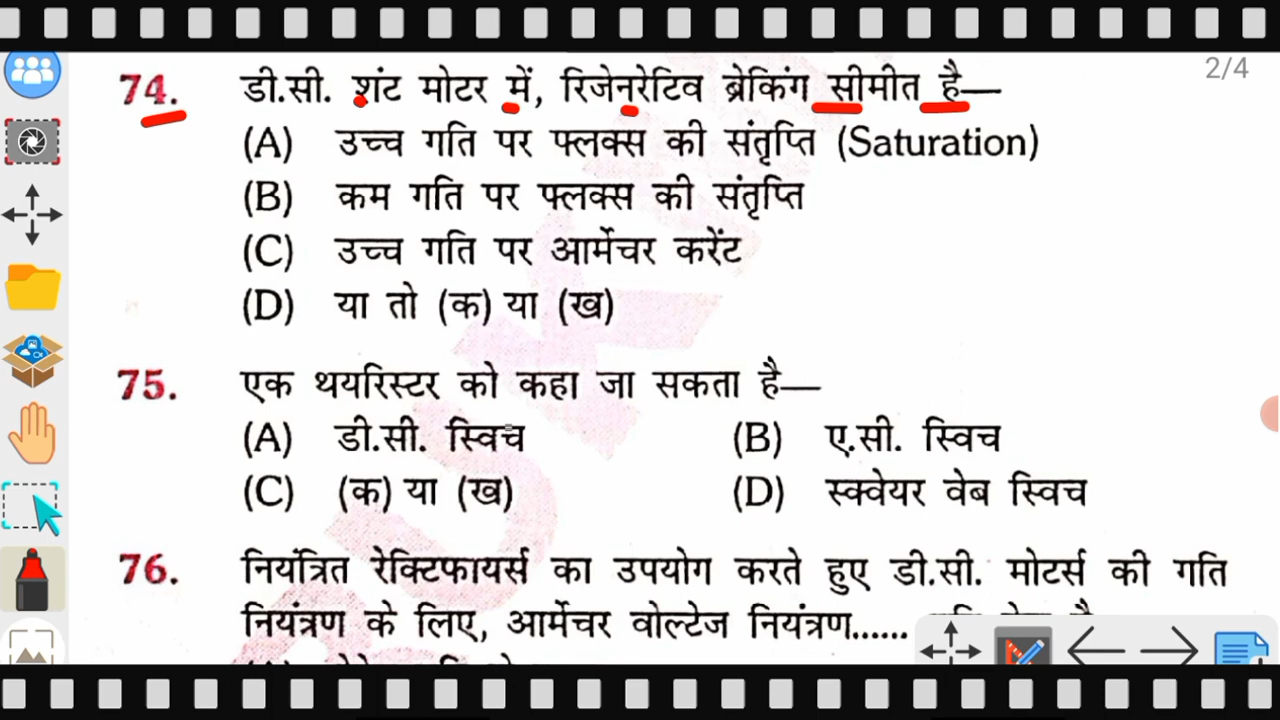 2/4
74. डी.सी. शंट मोटर में, रिजेनरेटिव ब्रेकिंग सीमीत है—
(A) उच्च गति पर फ्लक्स की संतृप्ति (Saturation)
(B) कम गति पर फ्लक्स की संतृप्ति
(C) उच्च गति पर आर्मेचर करेंट
(D) या तो (क) या (ख)
75. एक थयरिस्टर को कहा जा सकता है—
(A) डी.सी. स्विच (B) ए.सी. स्विच
(C) (क) या (ख) (D) स्क्वेयर वेब स्विच
76. नियंत्रित रेक्टिफायर्स का उपयोग करते हुए डी.सी. मोटर्स की गति
नियंत्रण के लिए, आर्मेचर वोल्टेज नियंत्रण......